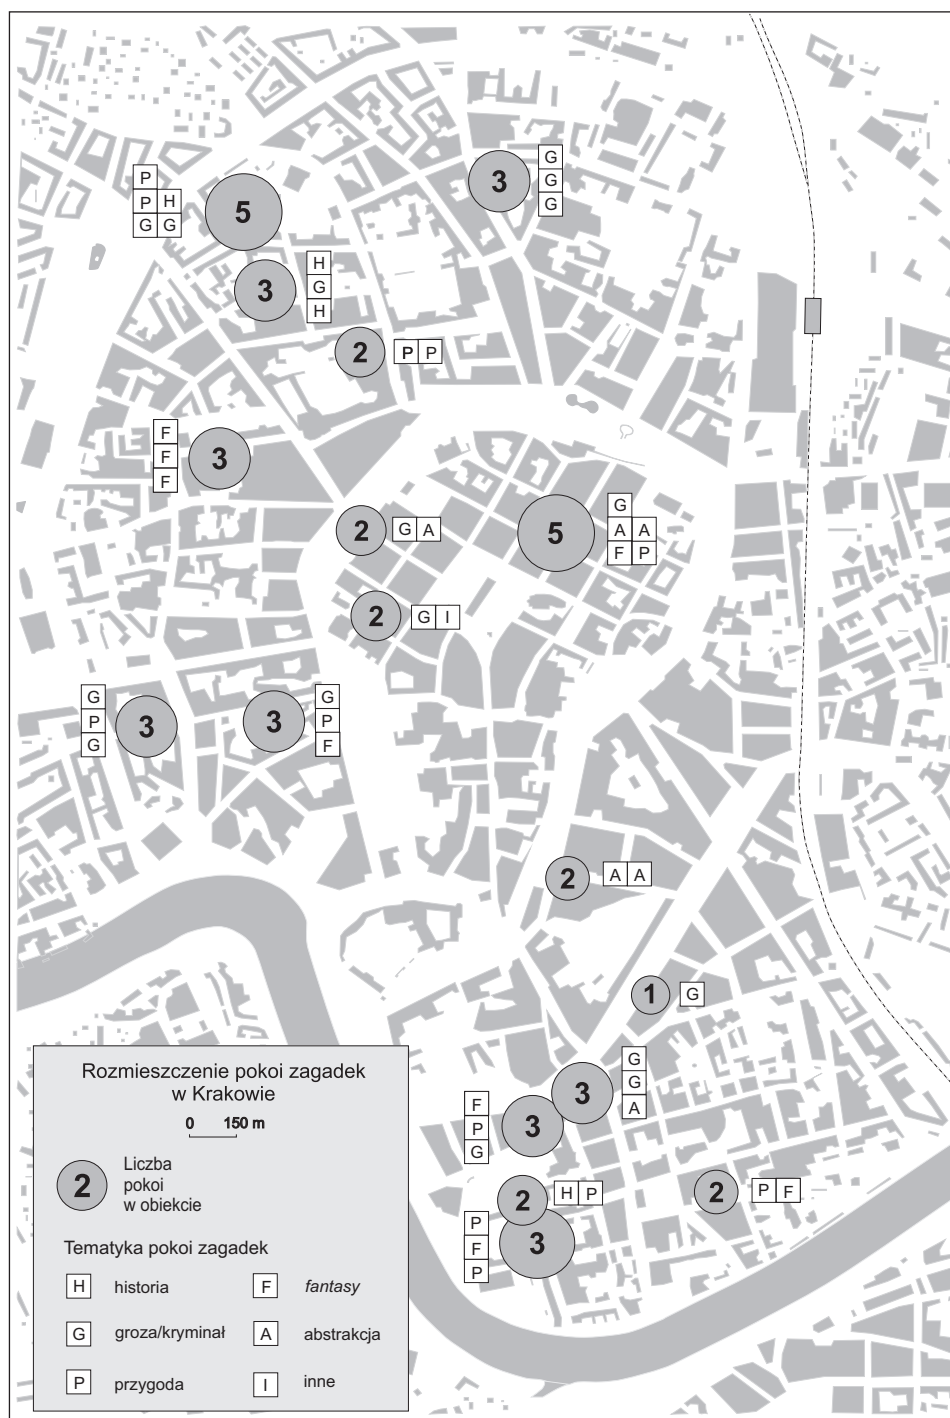 P
P H
G G
5
3
G
G
G
3
H
G
H
2
P P
F
F
F
3
2
G A
5
G
A A
F P
2
G I
G
P
G
3
3
G
P
F
2
A A
1
G
3
G
G
A
F
P
G
3
2
H P
2
P F
P
F
P
3
Rozmieszczenie pokoi zagadek
w Krakowie
0 150 m
2
Liczba
pokoi
w obiekcie
Tematyka pokoi zagadek
H historia
F fantasy
G groza/kryminał
A abstrakcja
P przygoda
I inne